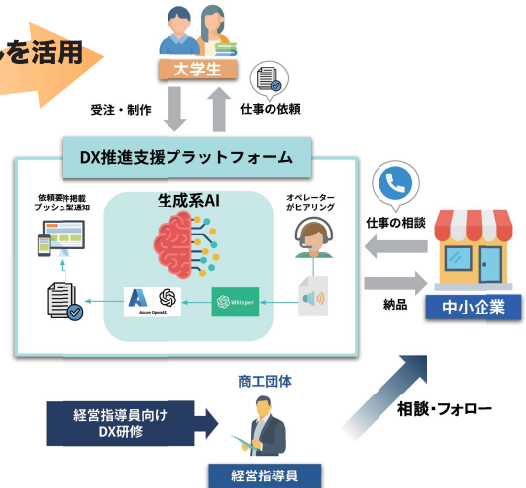 を活用
大学生
受注・制作
仕事の依頼
DX推進支援プラットフォーム
依頼要件掲載
プッシュ型通知
生成系AI
オペレーター
がヒアリング
仕事の相談
Azure OpenAI
Whisper
納品
中小企業
商工団体
経営指導員向け
DX研修
相談・フォロー
経営指導員